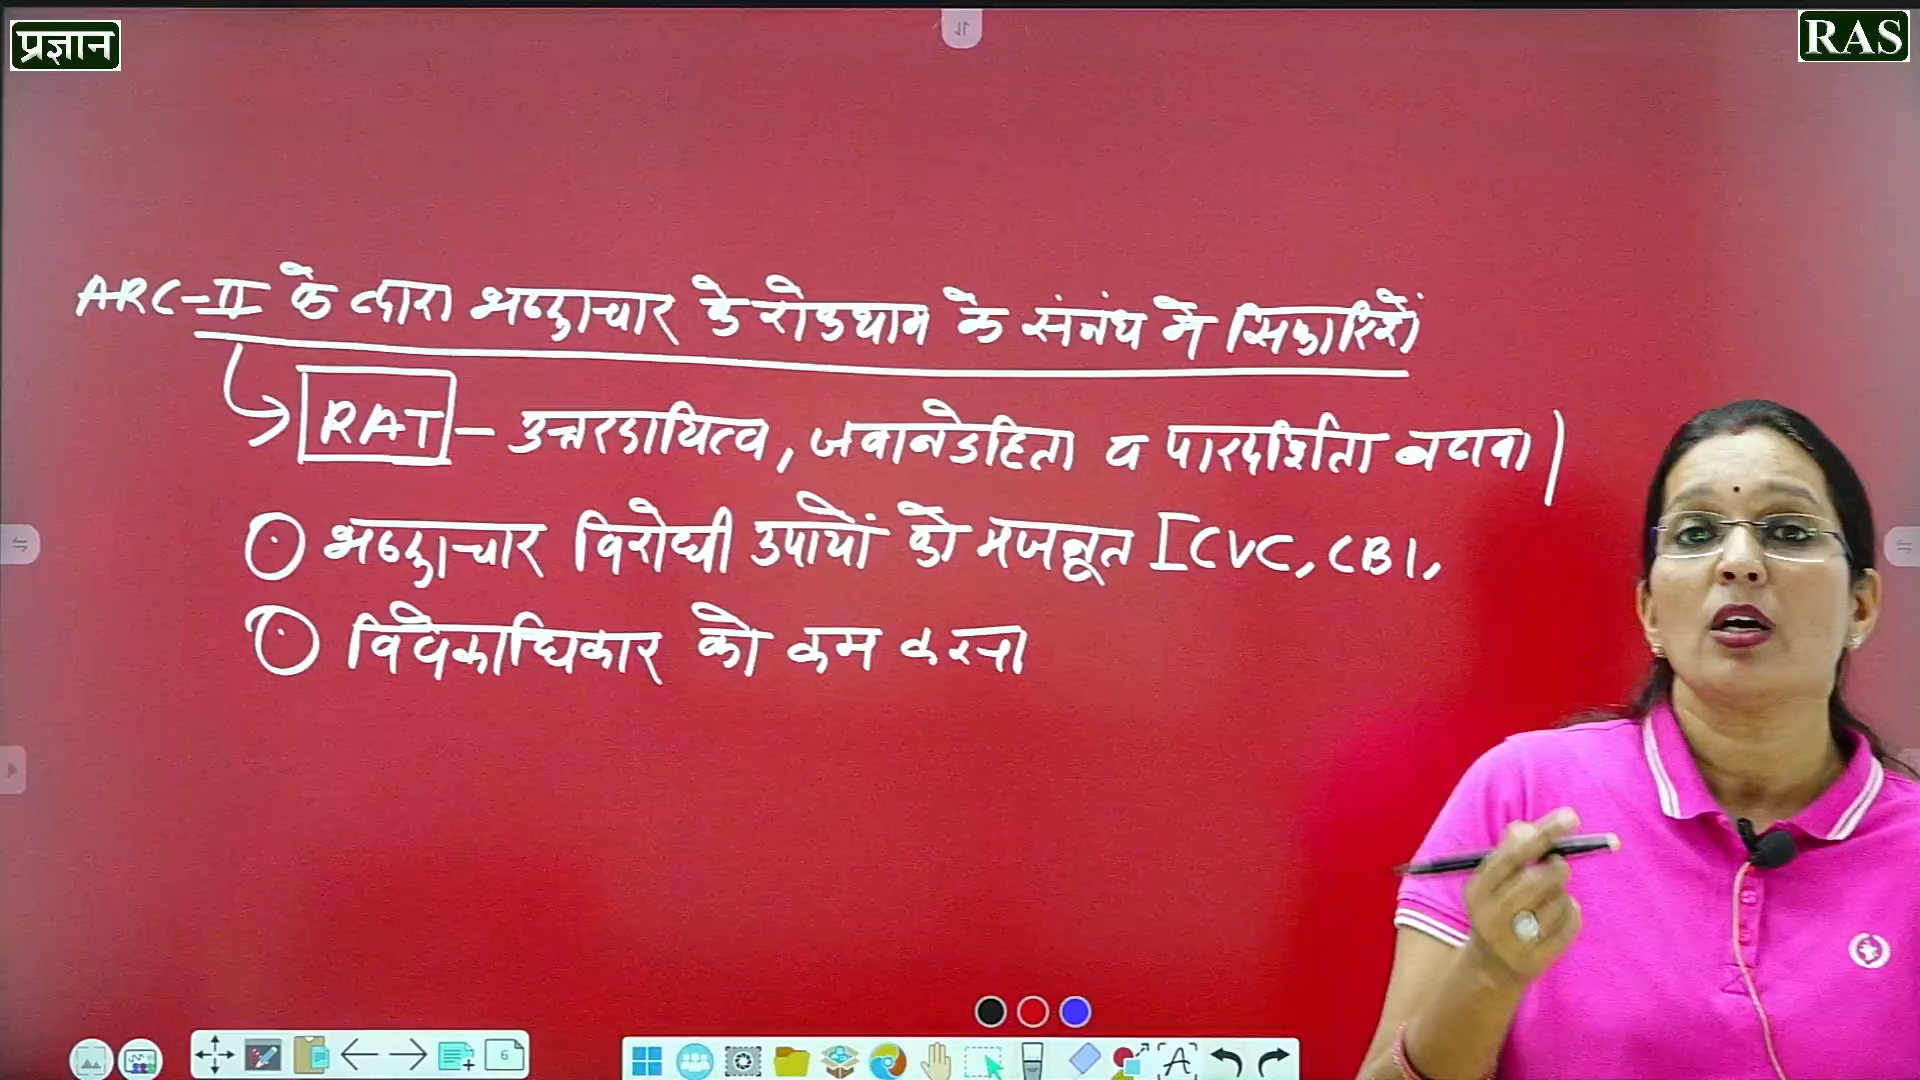 प्रज्ञान
RAS
ARC-II के द्वारा भ्रष्टाचार के रोकथाम के संबंध में सिफारिशें
RAT - उत्तरदायित्व, जवाबदेहिता व पारदर्शिता बढावा |
भ्रष्टाचार विरोधी उपायों को मजबूत [CVC, CBI,
विवेकाधिकार को कम करना
6